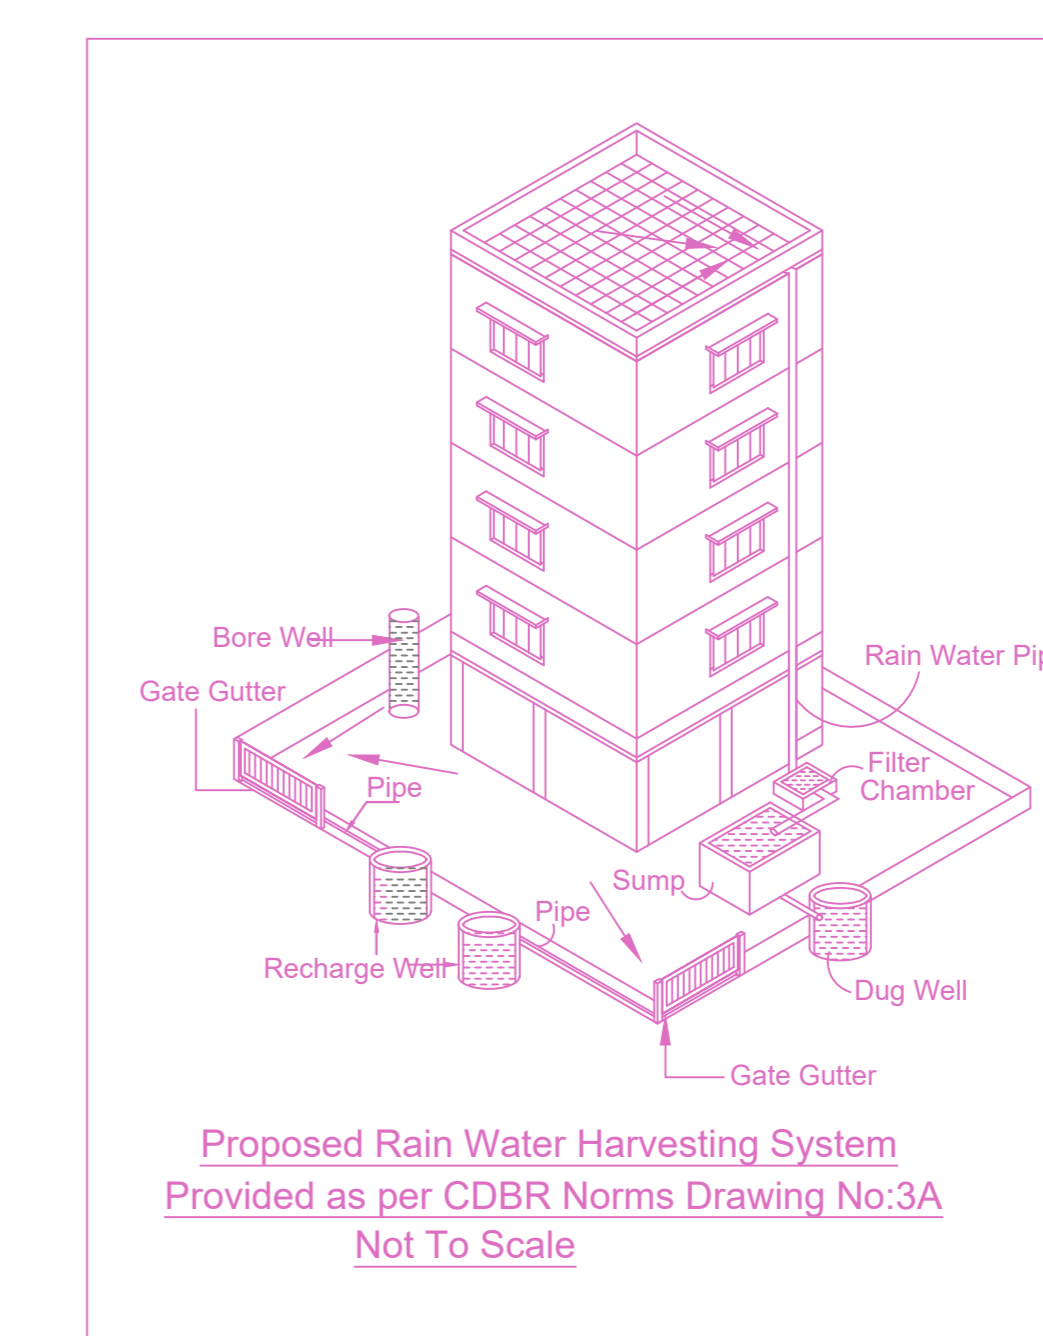 Bore Well
Rain Water Pip
Gate Gutter
Filter
Chamber
Pipe
Sump
Pipe
Recharge Well
Dug Well
Gate Gutter
Proposed Rain Water Harvesting System
Provided as per CDBR Norms Drawing No:3A
Not To Scale